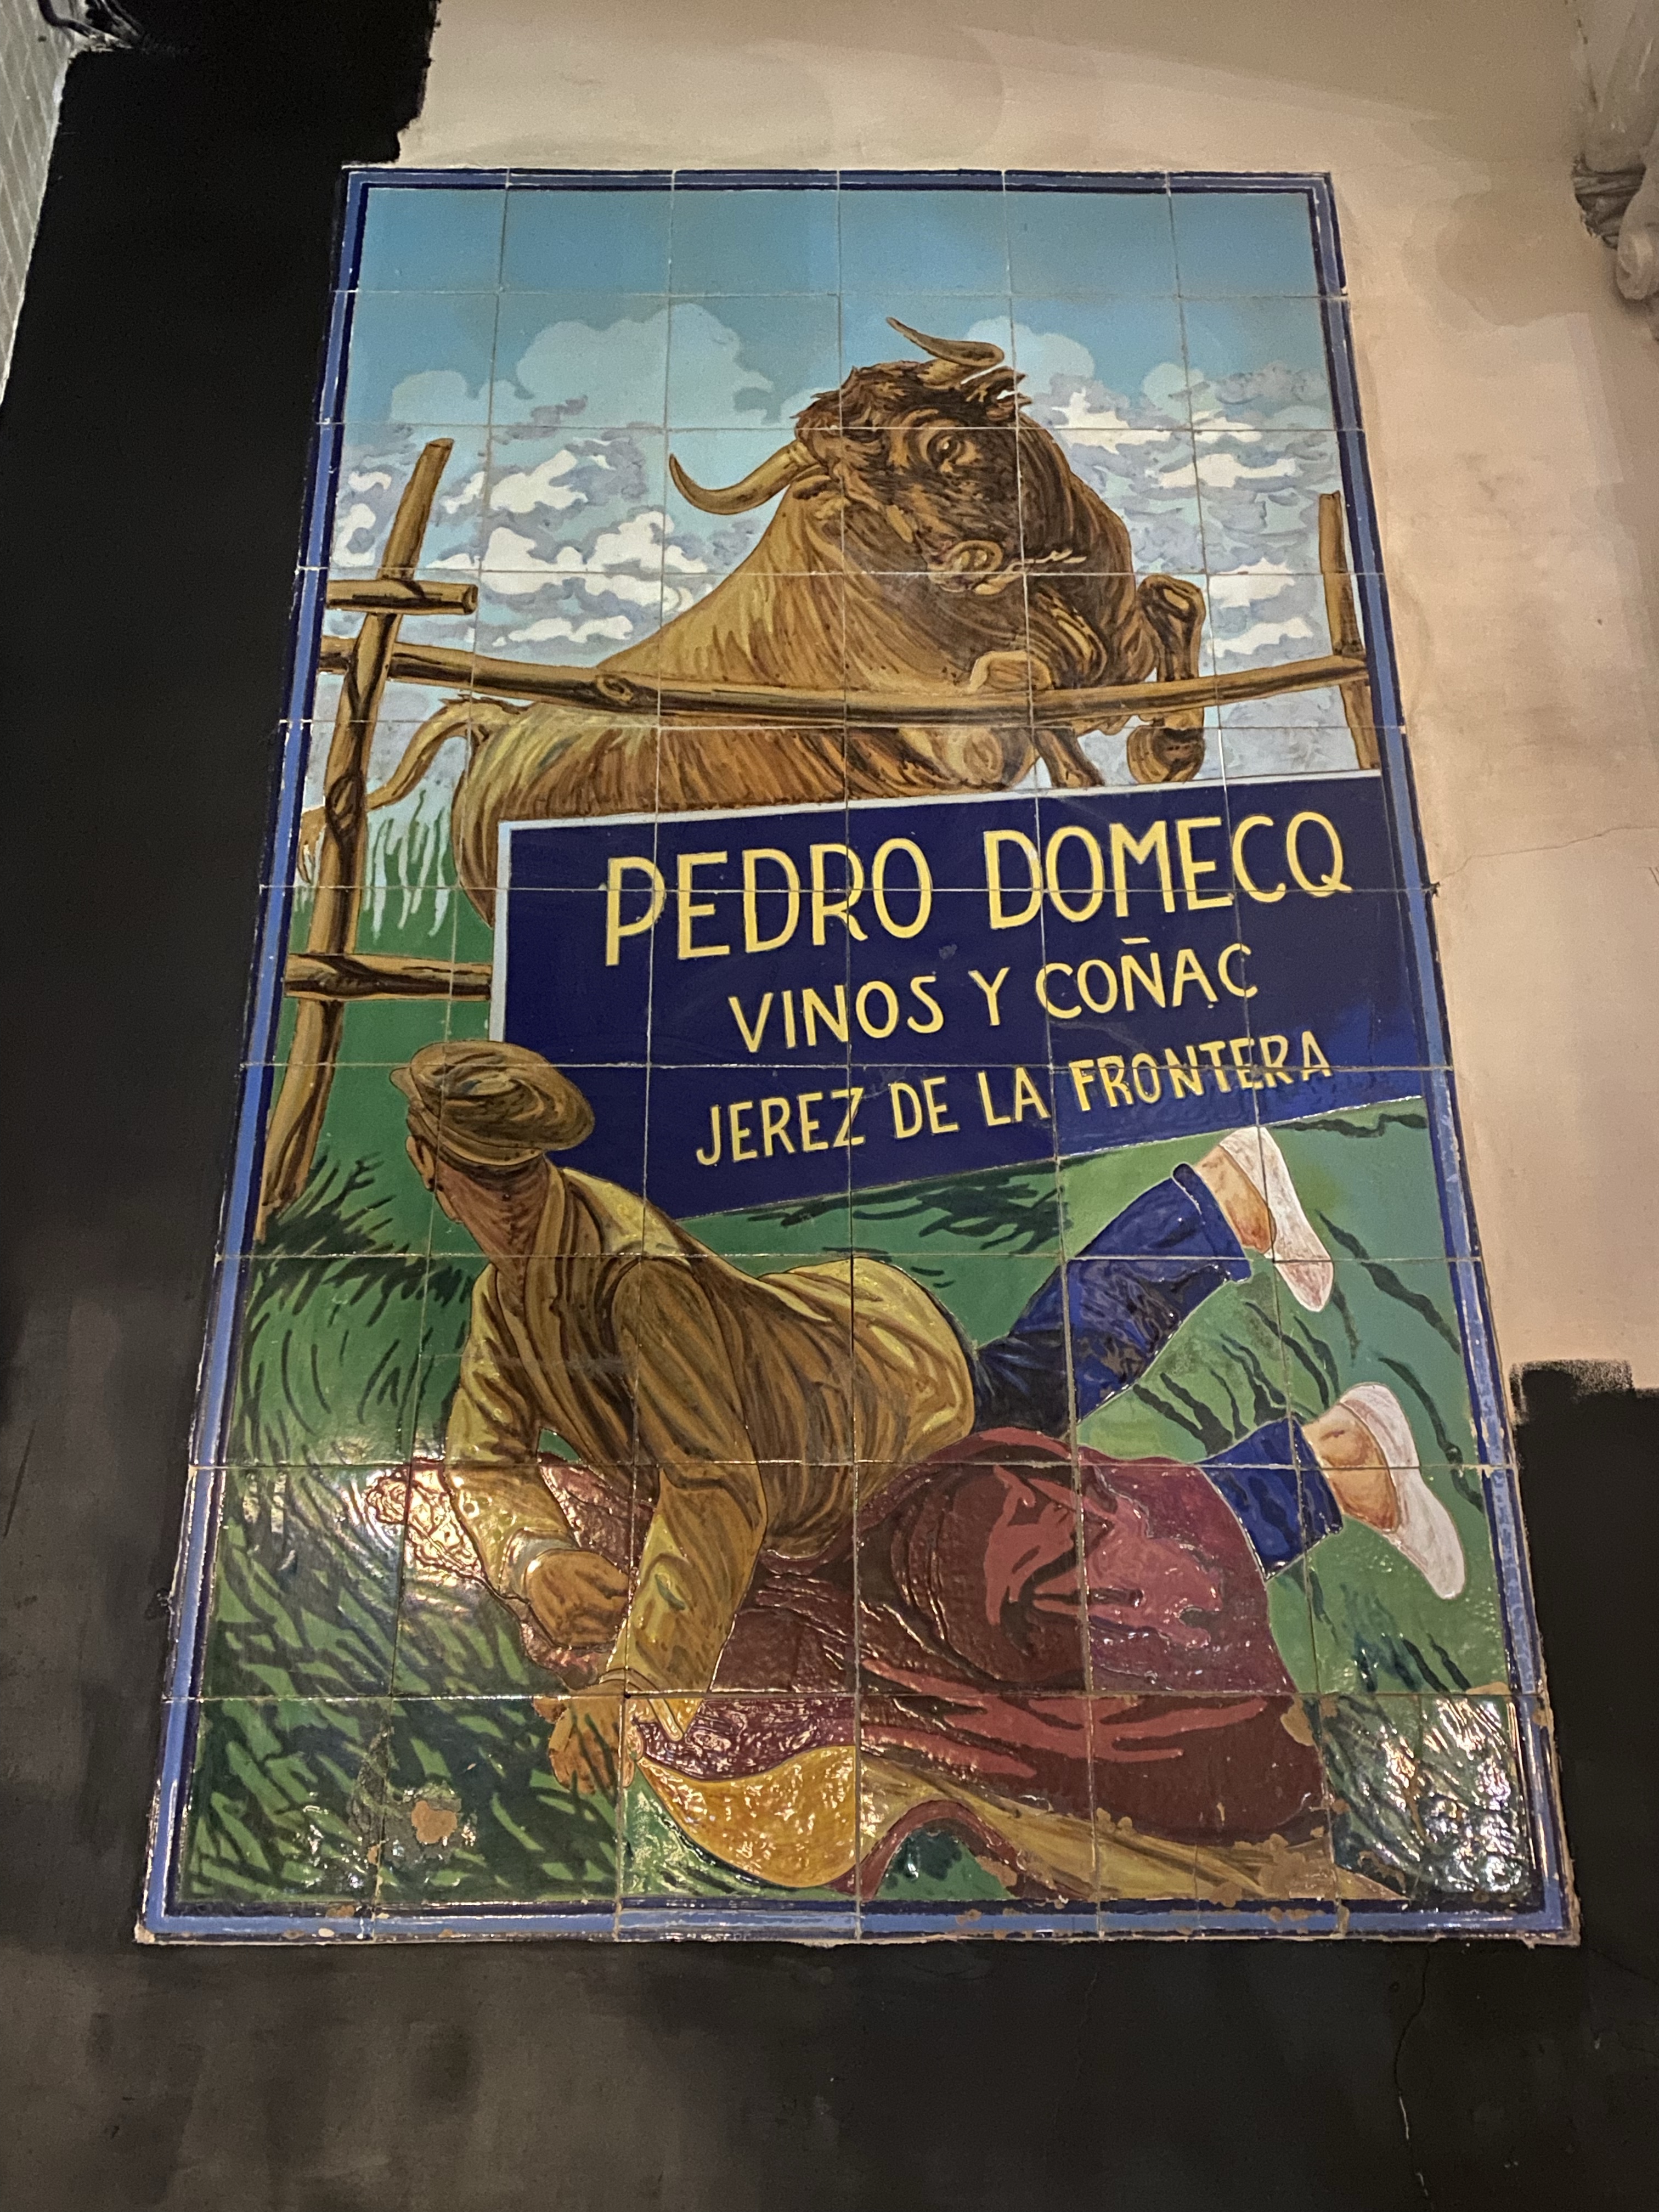 PEDRO DOMECQ
VINOS Y COÑAC
JEREZ DE LA FRONTERA